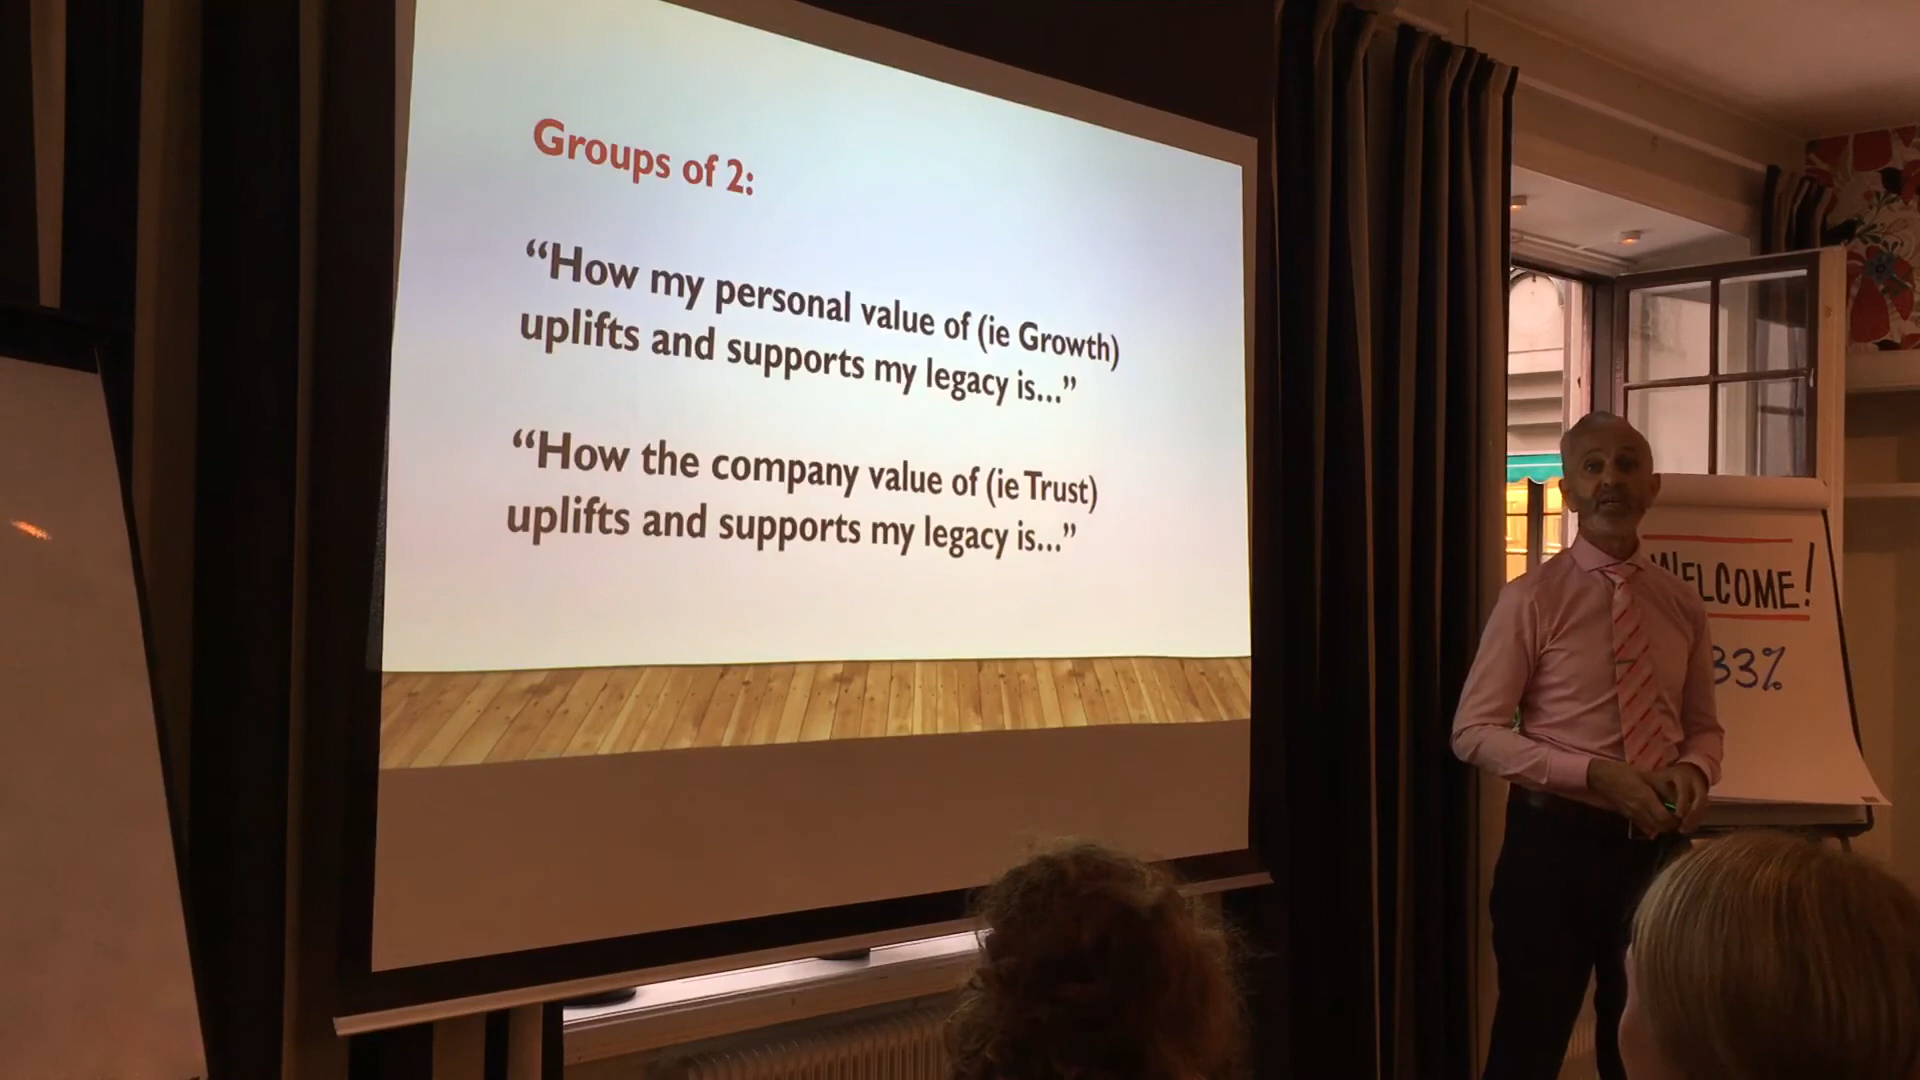 Groups of 2:
“How my personal value of (ie Growth)
uplifts and supports my legacy is...”
“How the company value of (ie Trust)
uplifts and supports my legacy is...”
WELCOME!
33%